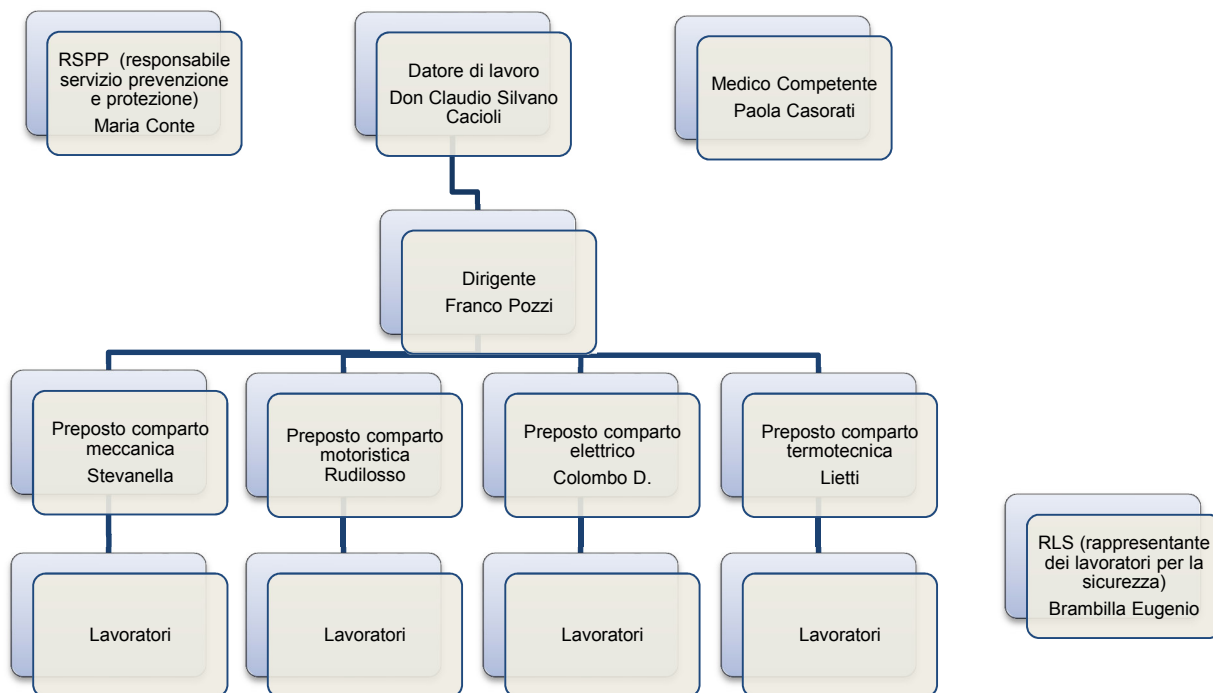 RSPP (responsabile
servizio prevenzione
e protezione)
Maria Conte
Datore di lavoro
Don Claudio Silvano
Cacioli
Medico Competente
Paola Casorati
Dirigente
Franco Pozzi
Preposto comparto
meccanica
Stevanella
Preposto comparto
motoristica
Rudilosso
Preposto comparto
elettrico
Colombo D.
Preposto comparto
termotecnica
Lietti
RLS (rappresentante
dei lavoratori per la
sicurezza)
Brambilla Eugenio
Lavoratori
Lavoratori
Lavoratori
Lavoratori